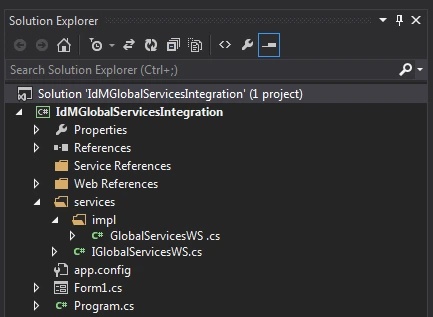 Solution Explorer
Search Solution Explorer (Ctrl+;)
Solution 'IdMGlobalServicesIntegration' (1 project)
C# IdMGlobalServicesIntegration
Properties
References
Service References
Web References
services
impl
C# GlobalServicesWS .cs
C# IGlobalServicesWS.cs
app.config
Form1.cs
C# Program.cs